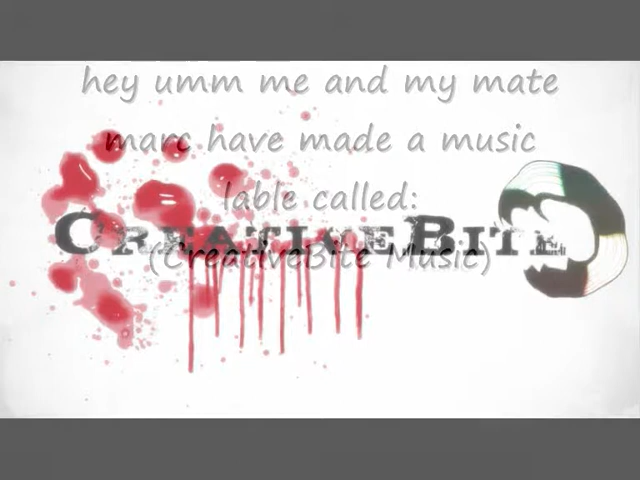 hey umm me and my mate
marc have made a music
lable called:
CREATIVEBITE
(CreativeBite Music)